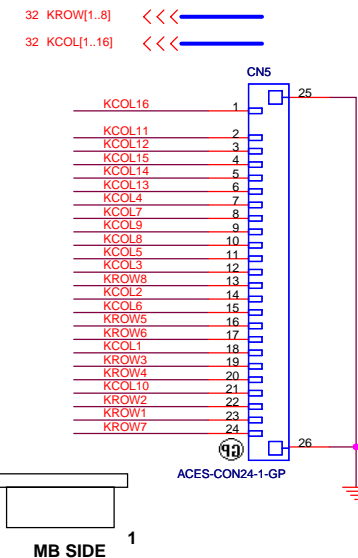 32 KROW[1..8]
32 KCOL[1..16]
CN5
25
KCOL16 1
KCOL11 2
KCOL12 3
KCOL15 4
KCOL14 5
KCOL13 6
KCOL4 7
KCOL7 8
KCOL9 9
KCOL8 10
KCOL5 11
KCOL3 12
KROW8 13
KCOL2 14
KCOL6 15
KROW5 16
KROW6 17
KCOL1 18
KROW3 19
KROW4 20
KCOL10 21
KROW2 22
KROW1 23
KROW7 24
GP
26
ACES-CON24-1-GP
1
MB SIDE